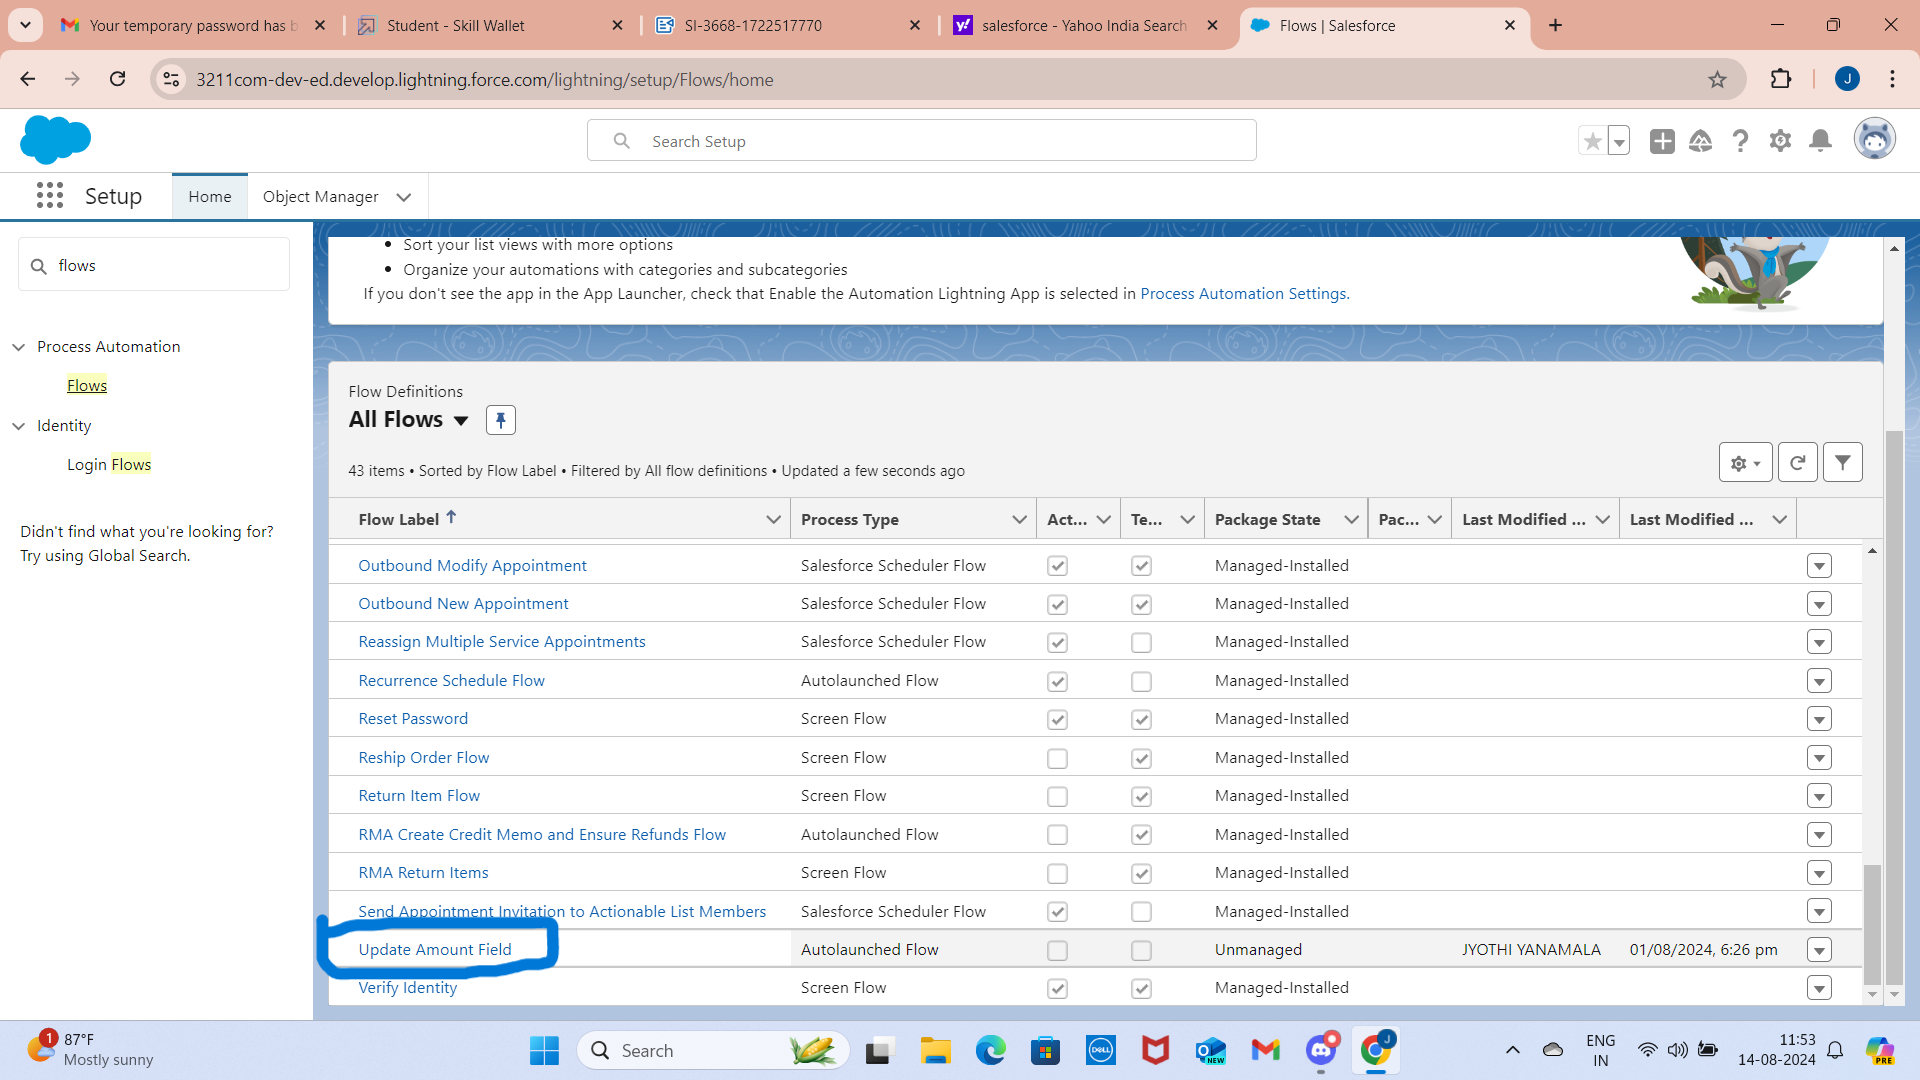 Your temporary password has b
Student - Skill Wallet
SI-3668-1722517770
salesforce - Yahoo India Search
Flows | Salesforce
3211com-dev-ed.develop.lightning.force.com/lightning/setup/Flows/home
J
Search Setup
Setup
Home
Object Manager
flows
Process Automation
Flows
Identity
Login Flows
Didn't find what you're looking for?
Try using Global Search.
Sort your list views with more options
Organize your automations with categories and subcategories
If you don't see the app in the App Launcher, check that Enable the Automation Lightning App is selected in Process Automation Settings.
Flow Definitions
All Flows
43 items • Sorted by Flow Label • Filtered by All flow definitions • Updated a few seconds ago
Flow Label Process Type Act... Te... Package State Pac... Last Modified ... Last Modified ...
Outbound Modify Appointment Salesforce Scheduler Flow Managed-Installed
Outbound New Appointment Salesforce Scheduler Flow Managed-Installed
Reassign Multiple Service Appointments Salesforce Scheduler Flow Managed-Installed
Recurrence Schedule Flow Autolaunched Flow Managed-Installed
Reset Password Screen Flow Managed-Installed
Reship Order Flow Screen Flow Managed-Installed
Return Item Flow Screen Flow Managed-Installed
RMA Create Credit Memo and Ensure Refunds Flow Autolaunched Flow Managed-Installed
RMA Return Items Screen Flow Managed-Installed
Send Appointment Invitation to Actionable List Members Salesforce Scheduler Flow Managed-Installed
Update Amount Field Autolaunched Flow Unmanaged JYOTHI YANAMALA 01/08/2024, 6:26 pm
Verify Identity Screen Flow Managed-Installed
1
87°F
Mostly sunny
Search
DELL
NEW
J
ENG
IN
11:53
14-08-2024
PRE